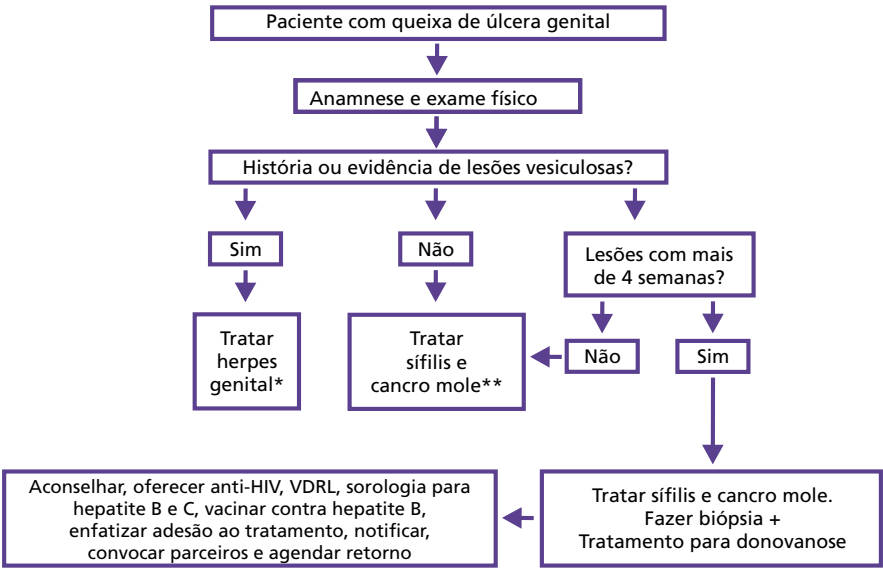 Paciente com queixa de úlcera genital
Anamnese e exame físico
História ou evidência de lesões vesiculosas?
Sim
Não
Lesões com mais
de 4 semanas?
Tratar
herpes
genital*
Tratar
sífilis e
cancro mole**
Não
Sim
Aconselhar, oferecer anti-HIV, VDRL, sorologia para
hepatite B e C, vacinar contra hepatite B,
enfatizar adesão ao tratamento, notificar,
convocar parceiros e agendar retorno
Tratar sífilis e cancro mole.
Fazer biópsia +
Tratamento para donovanose